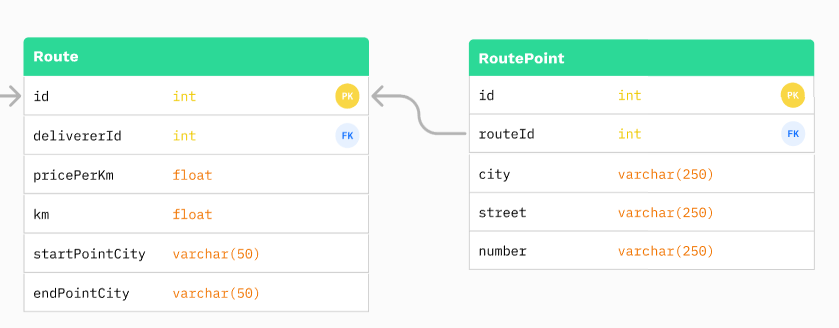 Route
id int PK
delivererId int FK
pricePerKm float
km float
startPointCity varchar(50)
endPointCity varchar(50)
RoutePoint
id int PK
routeId int FK
city varchar(250)
street varchar(250)
number varchar(250)